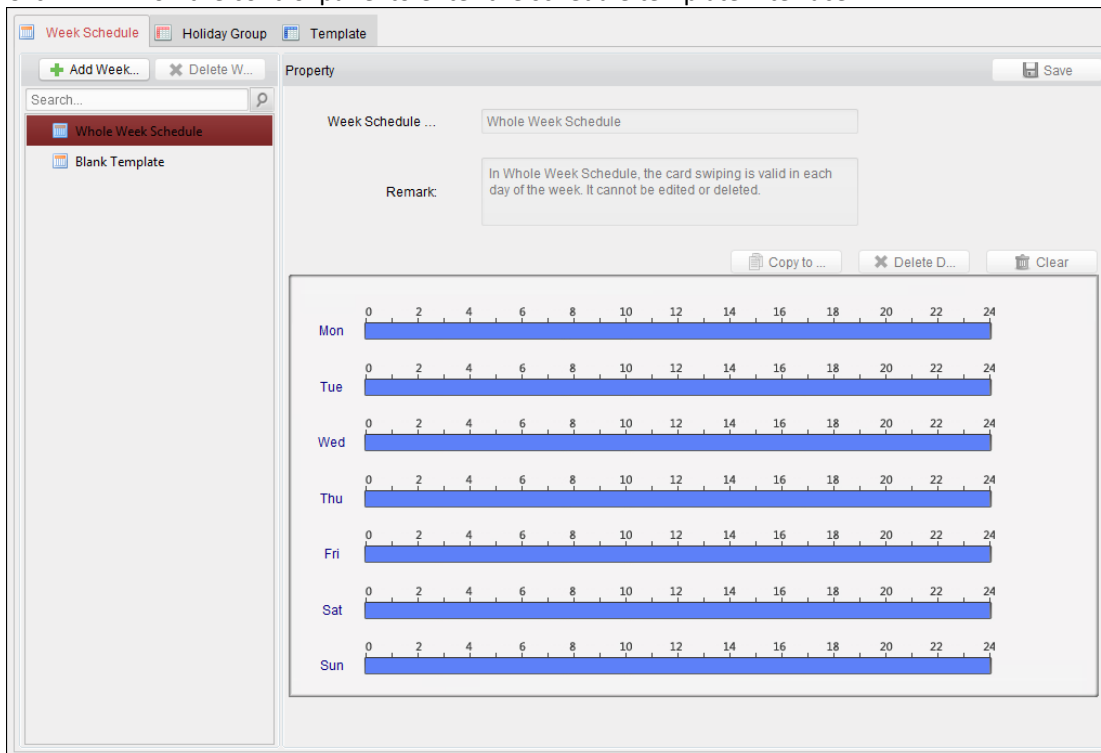 Week Schedule Holiday Group Template
Add Week... Delete W... Property Save
Search...
Whole Week Schedule
Blank Template
Week Schedule ... Whole Week Schedule
Remark: In Whole Week Schedule, the card swiping is valid in each
day of the week. It cannot be edited or deleted.
Copy to ... Delete D... Clear
0 2 4 6 8 10 12 14 16 18 20 22 24
Mon
0 2 4 6 8 10 12 14 16 18 20 22 24
Tue
0 2 4 6 8 10 12 14 16 18 20 22 24
Wed
0 2 4 6 8 10 12 14 16 18 20 22 24
Thu
0 2 4 6 8 10 12 14 16 18 20 22 24
Fri
0 2 4 6 8 10 12 14 16 18 20 22 24
Sat
0 2 4 6 8 10 12 14 16 18 20 22 24
Sun